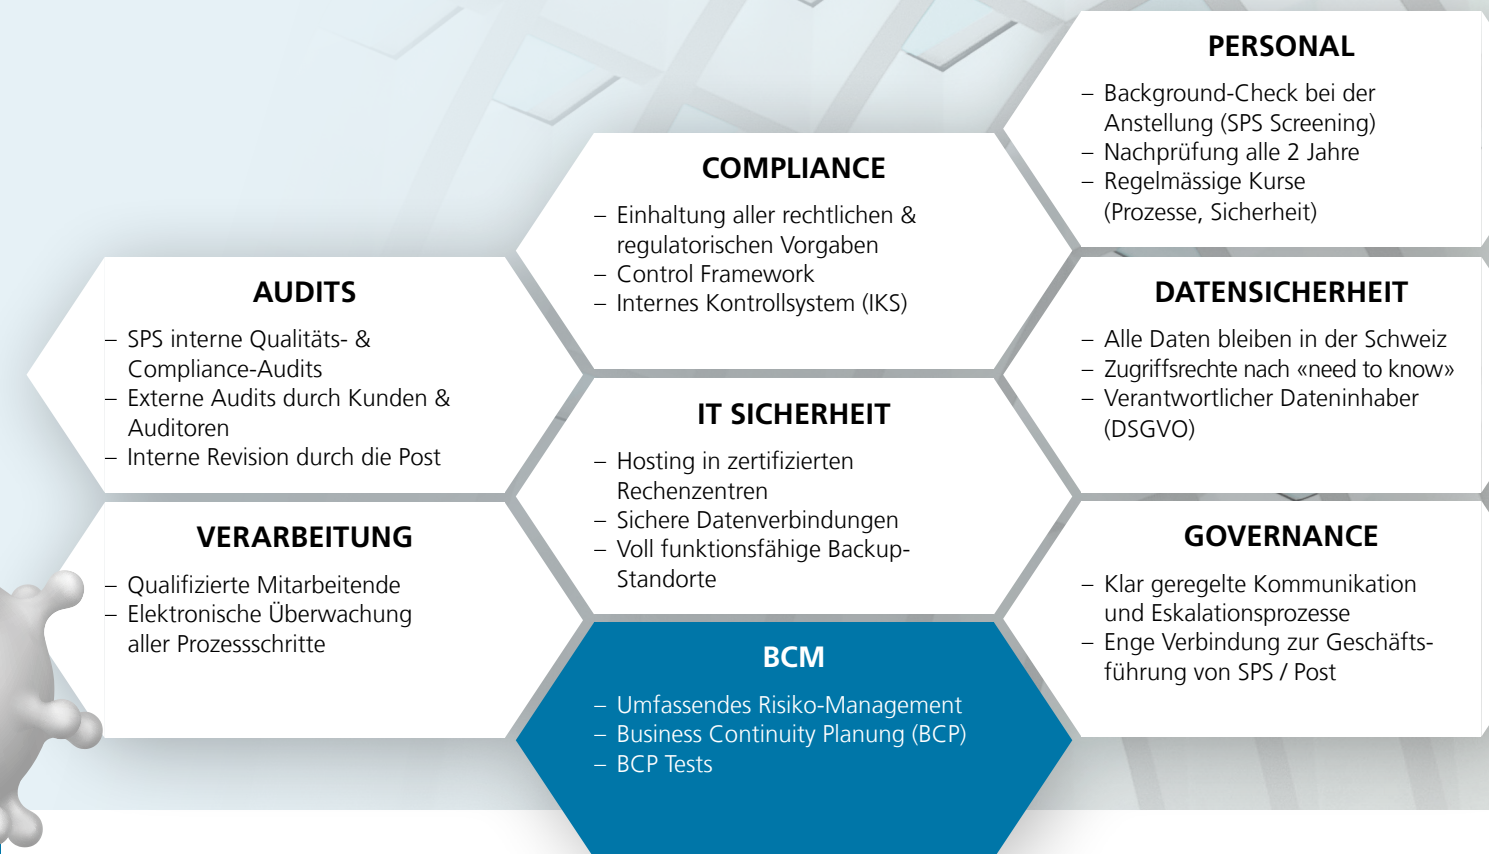 PERSONAL
– Background-Check bei der
Anstellung (SPS Screening)
– Nachprüfung alle 2 Jahre
– Regelmässige Kurse
(Prozesse, Sicherheit)
COMPLIANCE
– Einhaltung aller rechtlichen &
regulatorischen Vorgaben
– Control Framework
– Internes Kontrollsystem (IKS)
AUDITS
– SPS interne Qualitäts- &
Compliance-Audits
– Externe Audits durch Kunden &
Auditoren
– Interne Revision durch die Post
DATENSICHERHEIT
– Alle Daten bleiben in der Schweiz
– Zugriffsrechte nach «need to know»
– Verantwortlicher Dateninhaber
(DSGVO)
IT SICHERHEIT
– Hosting in zertifizierten
Rechenzentren
– Sichere Datenverbindungen
– Voll funktionsfähige Backup-
Standorte
VERARBEITUNG
– Qualifizierte Mitarbeitende
– Elektronische Überwachung
aller Prozessschritte
GOVERNANCE
– Klar geregelte Kommunikation
und Eskalationsprozesse
– Enge Verbindung zur Geschäfts-
führung von SPS / Post
BCM
– Umfassendes Risiko-Management
– Business Continuity Planung (BCP)
– BCP Tests